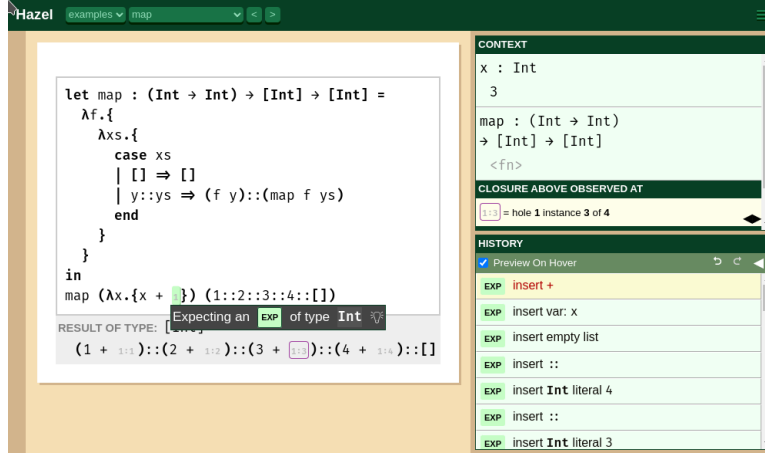 Hazel examples map < >
let map : (Int → Int) → [Int] → [Int] =
λf.{
λxs.{
case xs
| [] ⇒ []
| y::ys ⇒ (f y)::(map f ys)
end
}
}
in
map (λx.{x + 1}) (1::2::3::4::[])
Expecting an EXP of type Int
RESULT OF TYPE: [Int]
(1 + 1:1)::(2 + 1:2)::(3 + 1:3)::(4 + 1:4)::[]
CONTEXT
x : Int
3
map : (Int → Int)
→ [Int] → [Int]
<fn>
CLOSURE ABOVE OBSERVED AT
1:3 = hole 1 instance 3 of 4
HISTORY
Preview On Hover
EXP insert +
EXP insert var: x
EXP insert empty list
EXP insert ::
EXP insert Int literal 4
EXP insert ::
EXP insert Int literal 3